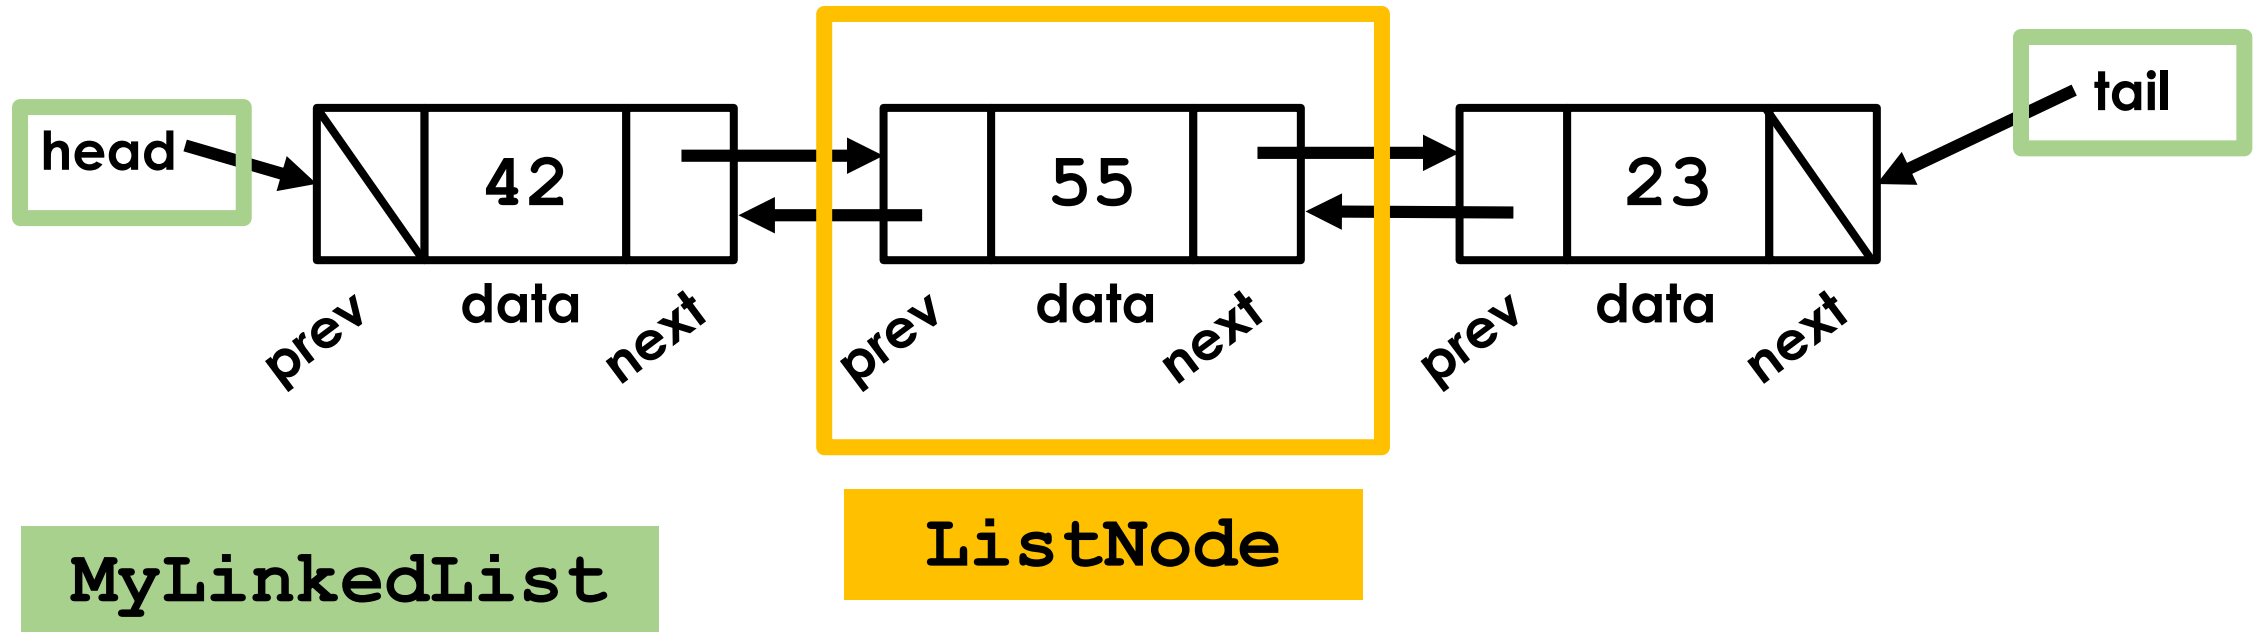 head
42
55
23
tail
prev
data
next
prev
data
next
prev
data
next
MyLinkedList
ListNode